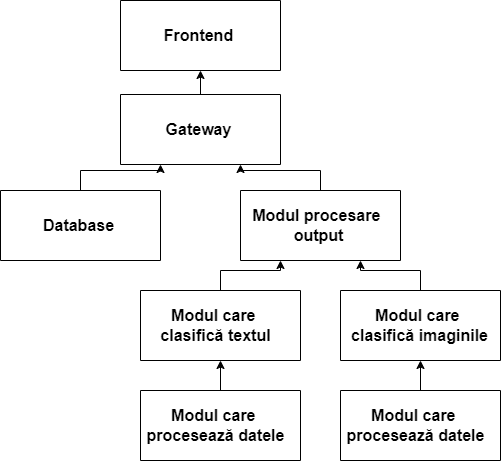 Frontend
Gateway
Database
Modul procesare
output
Modul care
clasifică textul
Modul care
clasifică imaginile
Modul care
procesează datele
Modul care
procesează datele